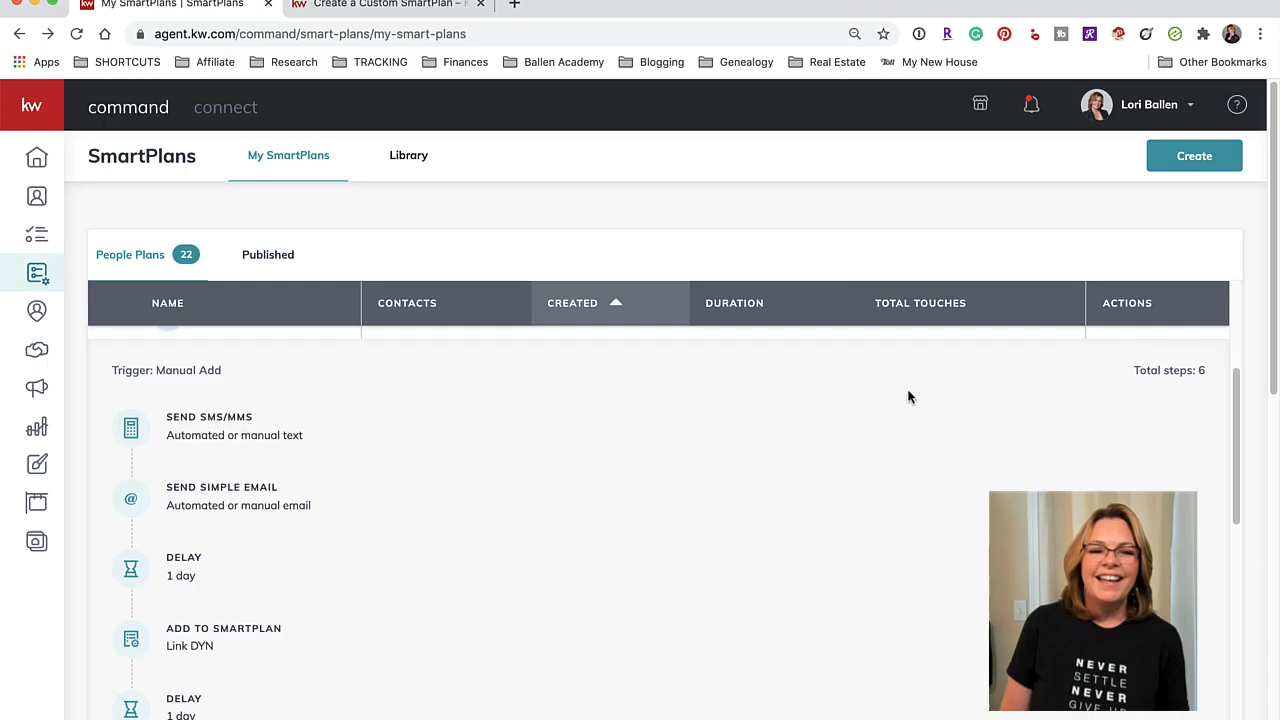 My SmartPlans | SmartPlans
Create a Custom SmartPlan –
agent.kw.com/command/smart-plans/my-smart-plans
Apps SHORTCUTS Affiliate Research TRACKING Finances Ballen Academy Blogging Genealogy Real Estate My New House Other Bookmarks
kw command connect Lori Ballen
SmartPlans My SmartPlans Library Create
People Plans 22 Published
NAME CONTACTS CREATED DURATION TOTAL TOUCHES ACTIONS
Trigger: Manual Add Total steps: 6
SEND SMS/MMS
Automated or manual text
SEND SIMPLE EMAIL
Automated or manual email
DELAY
1 day
ADD TO SMARTPLAN
Link DYN
DELAY
1 day
NEVER
SETTLE
NEVER
GIVE UP